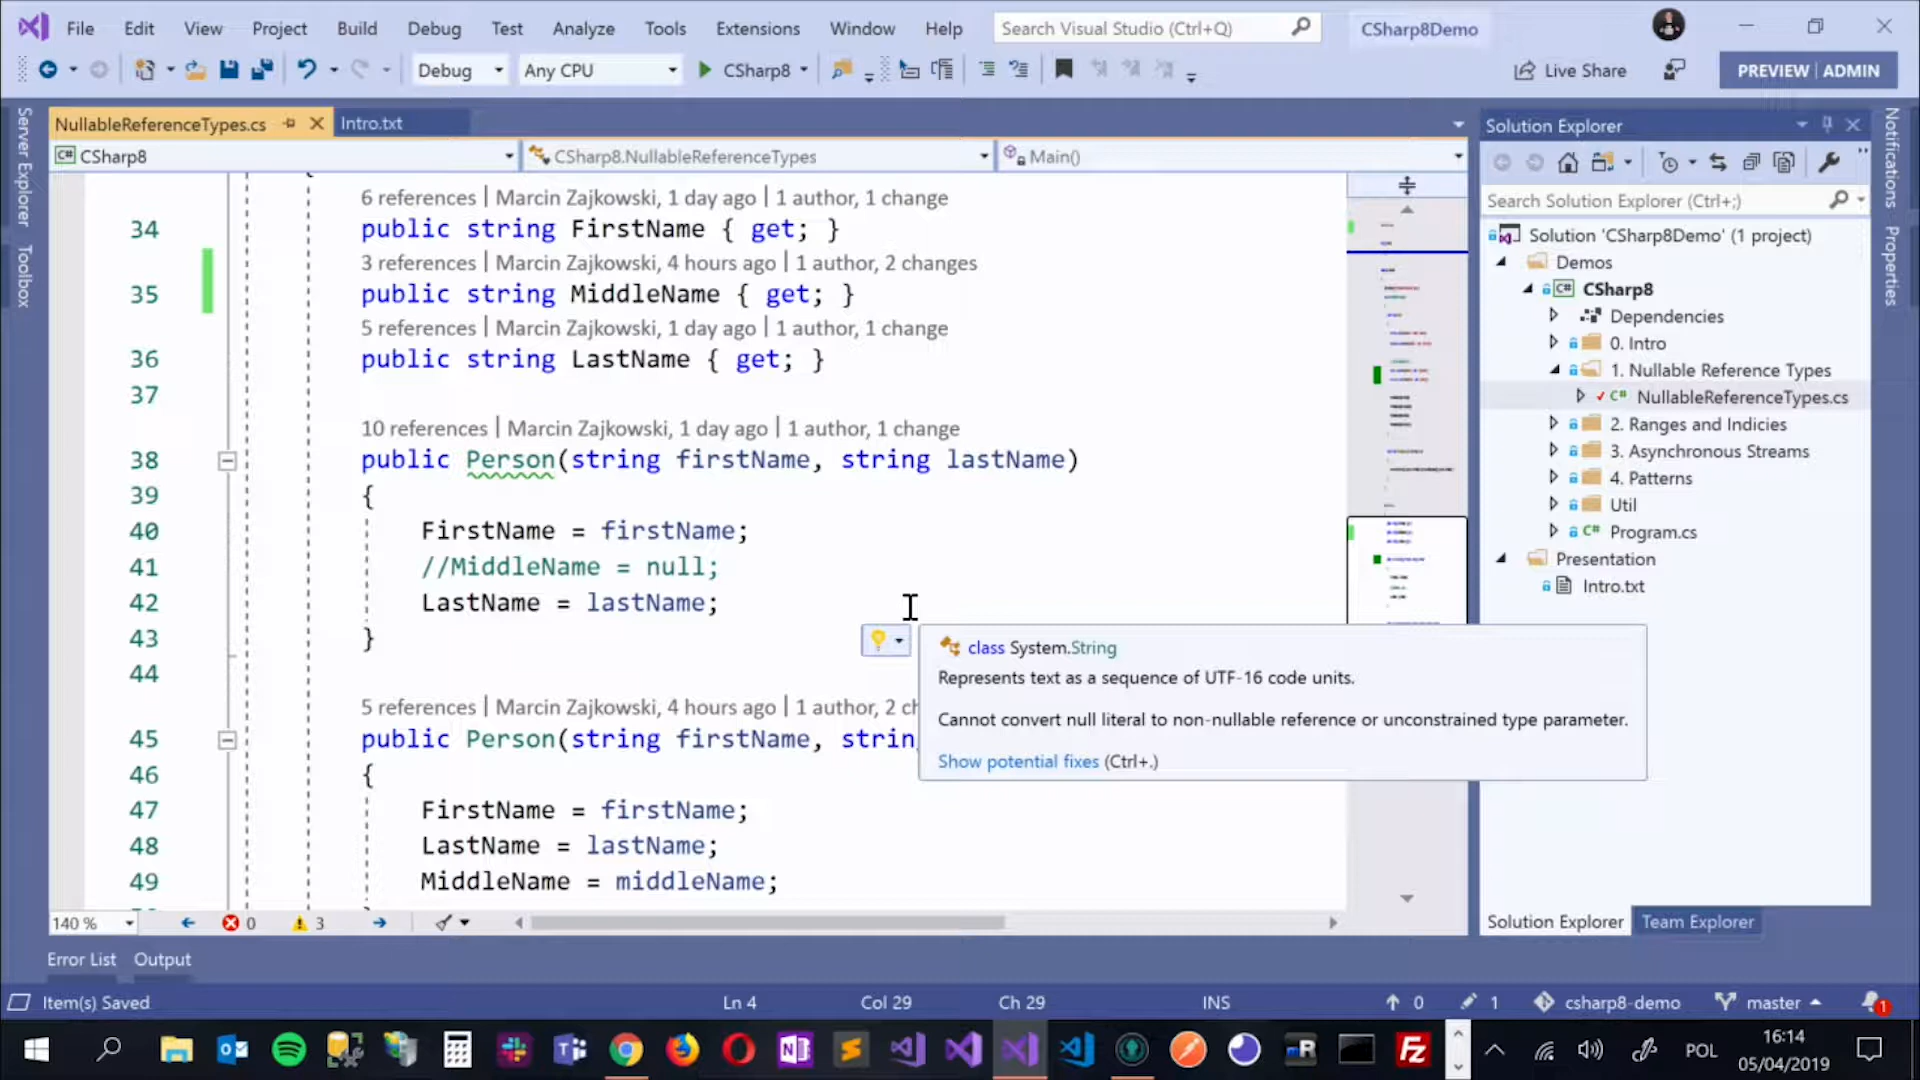 File Edit View Project Build Debug Test Analyze Tools Extensions Window Help Search Visual Studio (Ctrl+Q) CSharp8Demo
Debug Any CPU CSharp8 Live Share PREVIEW ADMIN
Server Explorer
Toolbox
NullableReferenceTypes.cs Intro.txt
C# CSharp8 CSharp8.NullableReferenceTypes Main()
6 references | Marcin Zajkowski, 1 day ago | 1 author, 1 change
34 public string FirstName { get; }
3 references | Marcin Zajkowski, 4 hours ago | 1 author, 2 changes
35 public string MiddleName { get; }
5 references | Marcin Zajkowski, 1 day ago | 1 author, 1 change
36 public string LastName { get; }
37
10 references | Marcin Zajkowski, 1 day ago | 1 author, 1 change
38 public Person(string firstName, string lastName)
39 {
40 FirstName = firstName;
41 //MiddleName = null;
42 LastName = lastName;
43 }
44
5 references | Marcin Zajkowski, 4 hours ago | 1 author, 2 ch
45 public Person(string firstName, strin
46 {
47 FirstName = firstName;
48 LastName = lastName;
49 MiddleName = middleName;
class System.String
Represents text as a sequence of UTF-16 code units.
Cannot convert null literal to non-nullable reference or unconstrained type parameter.
Show potential fixes (Ctrl+.)
140 % 0 3
Solution Explorer
Search Solution Explorer (Ctrl+;)
Solution 'CSharp8Demo' (1 project)
Demos
C# CSharp8
Dependencies
0. Intro
1. Nullable Reference Types
C# NullableReferenceTypes.cs
2. Ranges and Indicies
3. Asynchronous Streams
4. Patterns
Util
C# Program.cs
Presentation
Intro.txt
Solution Explorer Team Explorer
Notifications
Properties
Error List Output
Item(s) Saved Ln 4 Col 29 Ch 29 INS 0 1 csharp8-demo master 1
POL 16:14
05/04/2019